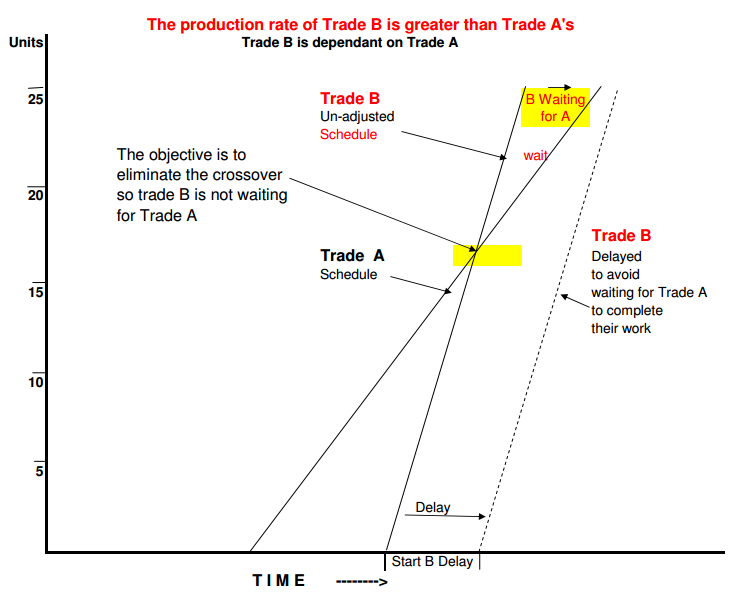 The production rate of Trade B is greater than Trade A's
Trade B is dependant on Trade A
Units
25
20
15
10
5
Trade B
Un-adjusted
Schedule
B Waiting
for A
wait
The objective is to
eliminate the crossover
so trade B is not waiting
for Trade A
Trade A
Schedule
Trade B
Delayed
to avoid
waiting for Trade A
to complete
their work
Delay
Start B Delay
TIME -------->